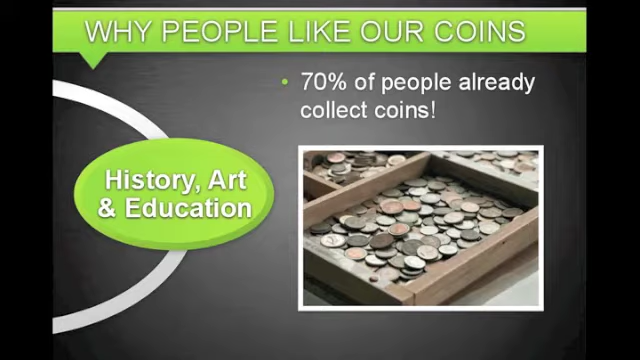 WHY PEOPLE LIKE OUR COINS
• 70% of people already
collect coins!
History, Art
& Education